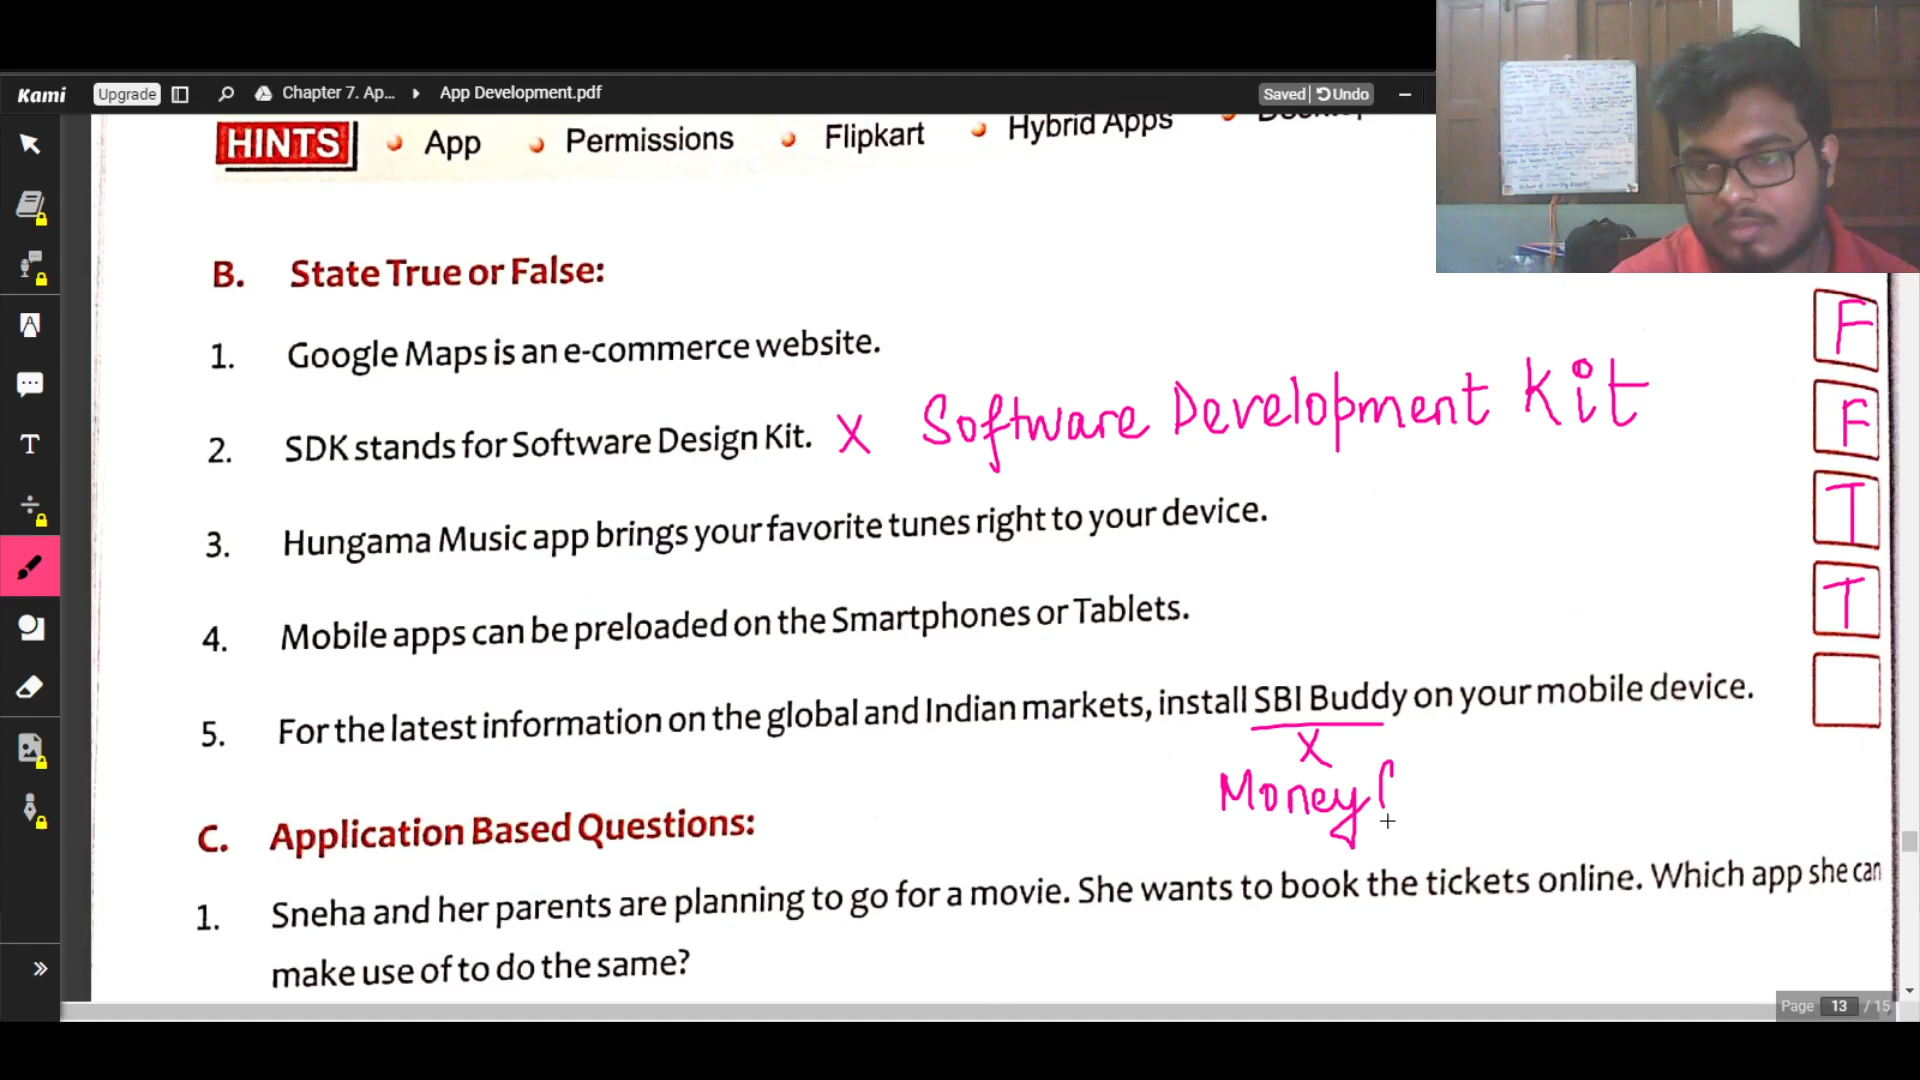 Kami Upgrade Chapter 7. Ap... App Development.pdf Saved Undo
HINTS App Permissions Flipkart Hybrid Apps
B. State True or False:
1. Google Maps is an e-commerce website. F
2. SDK stands for Software Design Kit. X Software Development Kit F
3. Hungama Music app brings your favorite tunes right to your device. T
4. Mobile apps can be preloaded on the Smartphones or Tablets. T
5. For the latest information on the global and Indian markets, install SBI Buddy on your mobile device.
X
Money
C. Application Based Questions:
1. Sneha and her parents are planning to go for a movie. She wants to book the tickets online. Which app she can
make use of to do the same?
Page 13 / 15